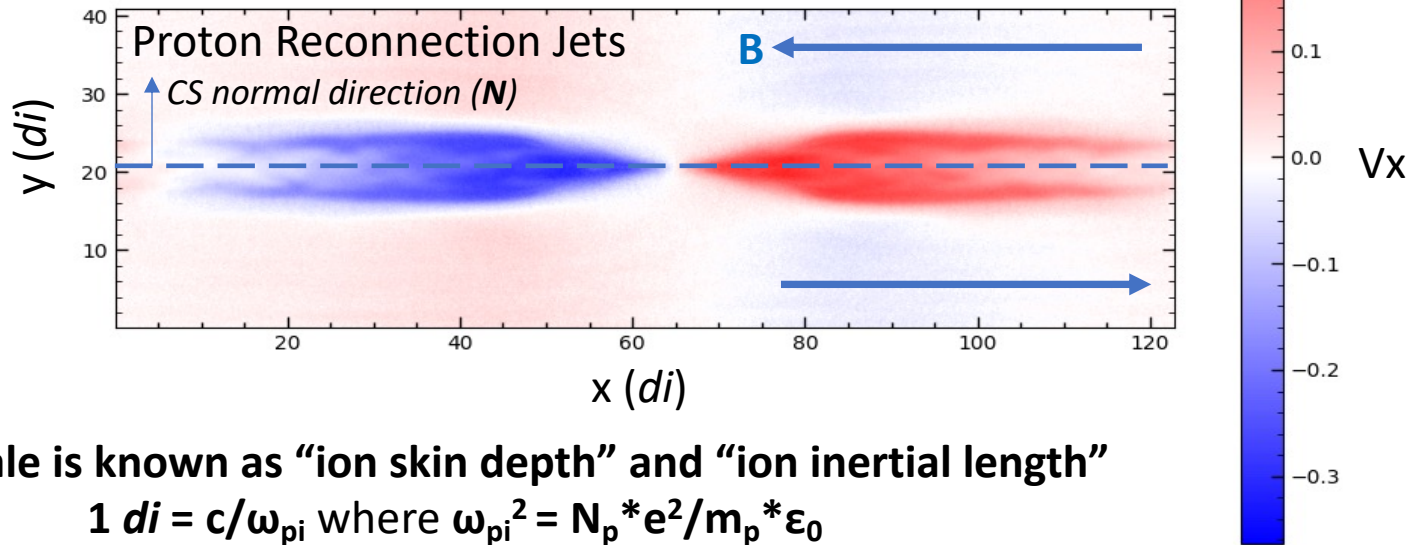 40
Proton Reconnection Jets
B
0.1
30
CS normal direction (N)
y (di)
20
0.0
Vx
10
−0.1
20
40
60
80
100
120
−0.2
x (di)
is known as “ion skin depth” and “ion inertial length”
−0.3
1 di = c/ωpi where ωpi² = Np*e²/mp*ε0